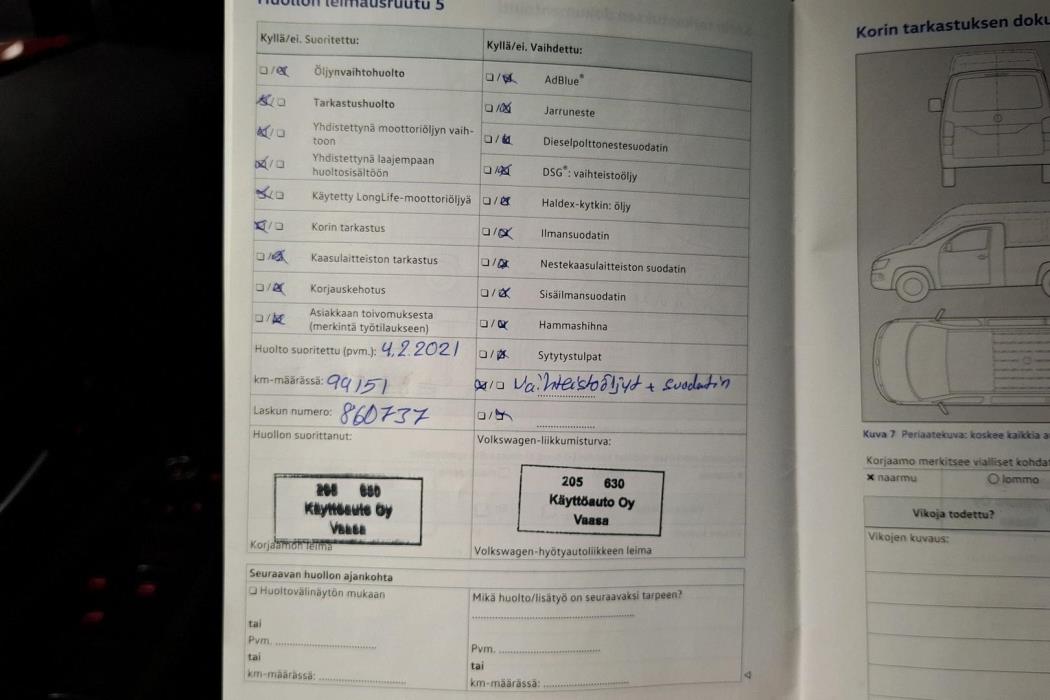 Huollon leimausruutu 5
Kyllä/ei. Suoritettu:
☐/☒ Öljynvaihtohuolto
☒/☐ Tarkastushuolto
☒/☐ Yhdistettynä moottoriöljyn vaih-
toon
☒/☐ Yhdistettynä laajempaan
huoltosisältöön
☒/☐ Käytetty LongLife-moottoriöljyä
☒/☐ Korin tarkastus
☐/☒ Kaasulaitteiston tarkastus
☐/☒ Korjauskehotus
☐/☒ Asiakkaan toivomuksesta
(merkintä työtilaukseen)
Huolto suoritettu (pvm.): 4.2.2021
km-määrässä: 99151
Laskun numero: 860737
Huollon suorittanut:
205 630
Käyttöauto Oy
Vaasa
Korjaamon leima
Kyllä/ei. Vaihdettu:
☐/☒ AdBlue®
☐/☒ Jarruneste
☐/☒ Dieselpolttonestesuodatin
☐/☒ DSG®: vaihteistoöljy
☐/☒ Haldex-kytkin: öljy
☐/☒ Ilmansuodatin
☐/☒ Nestekaasulaitteiston suodatin
☐/☒ Sisäilmansuodatin
☐/☒ Hammashihna
☐/☒ Sytytystulpat
☒/☐ Vaihteistoöljyt + suodatin
☐/☒
Volkswagen-liikkumisturva:
205 630
Käyttöauto Oy
Vaasa
Volkswagen-hyötyautoliikkeen leima
Seuraavan huollon ajankohta
☐ Huoltovälinäytön mukaan
tai
Pvm.
tai
km-määrässä:
Mikä huolto/lisätyö on seuraavaksi tarpeen?
Pvm.
tai
km-määrässä:
Korin tarkastuksen doku
Kuva 7 Periaatekuva: koskee kaikkia a
Korjaamo merkitsee vialliset kohdat
x naarmu O lommo
Vikoja todettu?
Vikojen kuvaus: